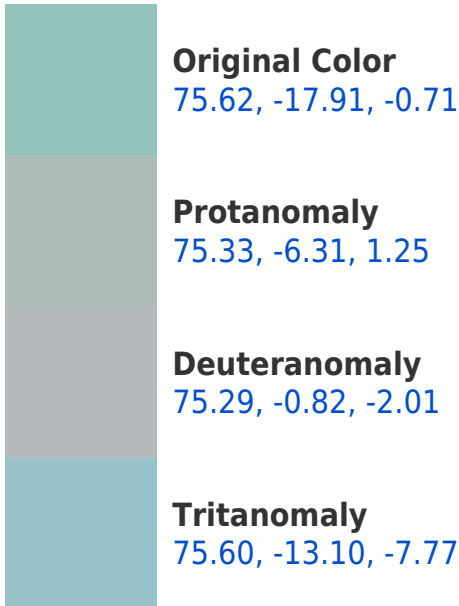 Original Color
75.62, -17.91, -0.71
Protanomaly
75.33, -6.31, 1.25
Deuteranomaly
75.29, -0.82, -2.01
Tritanomaly
75.60, -13.10, -7.77